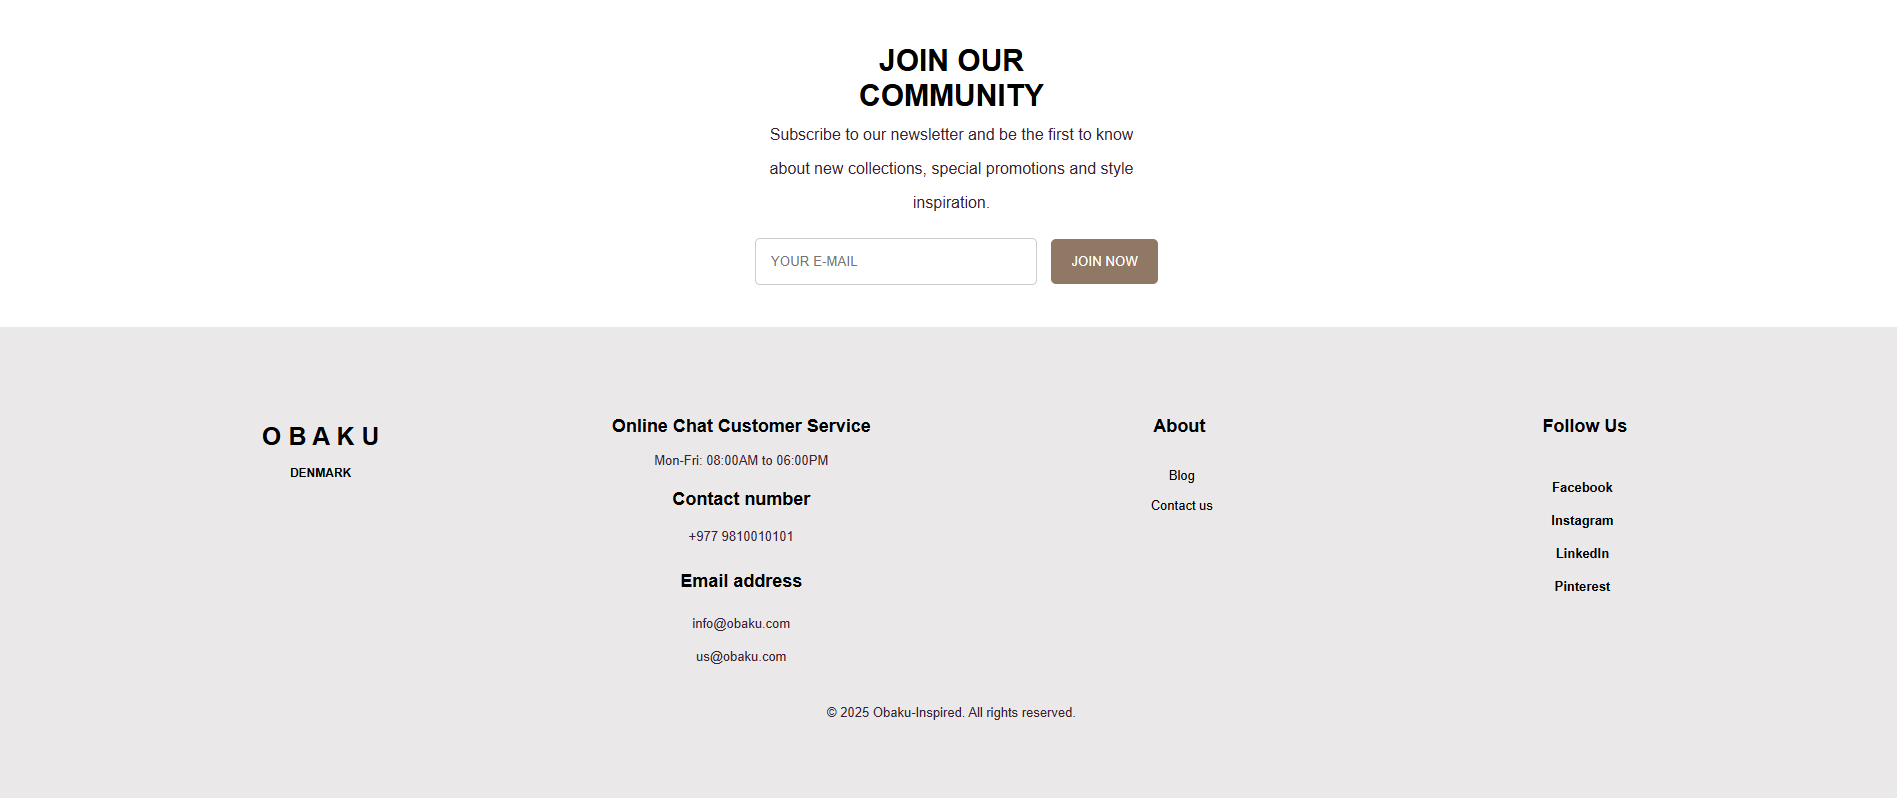 JOIN OUR
COMMUNITY
Subscribe to our newsletter and be the first to know
about new collections, special promotions and style
inspiration.
YOUR E-MAIL
JOIN NOW
O B A K U
DENMARK
Online Chat Customer Service
Mon-Fri: 08:00AM to 06:00PM
Contact number
+977 9810010101
Email address
info@obaku.com
us@obaku.com
About
Blog
Contact us
Follow Us
Facebook
Instagram
LinkedIn
Pinterest
© 2025 Obaku-Inspired. All rights reserved.